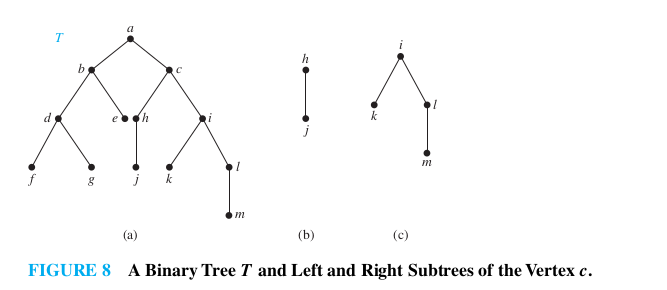 T
a
b
c
d
e
h
i
f
g
j
k
l
m
(a)
h
j
(b)
i
k
l
m
(c)
FIGURE 8 A Binary Tree T and Left and Right Subtrees of the Vertex c.